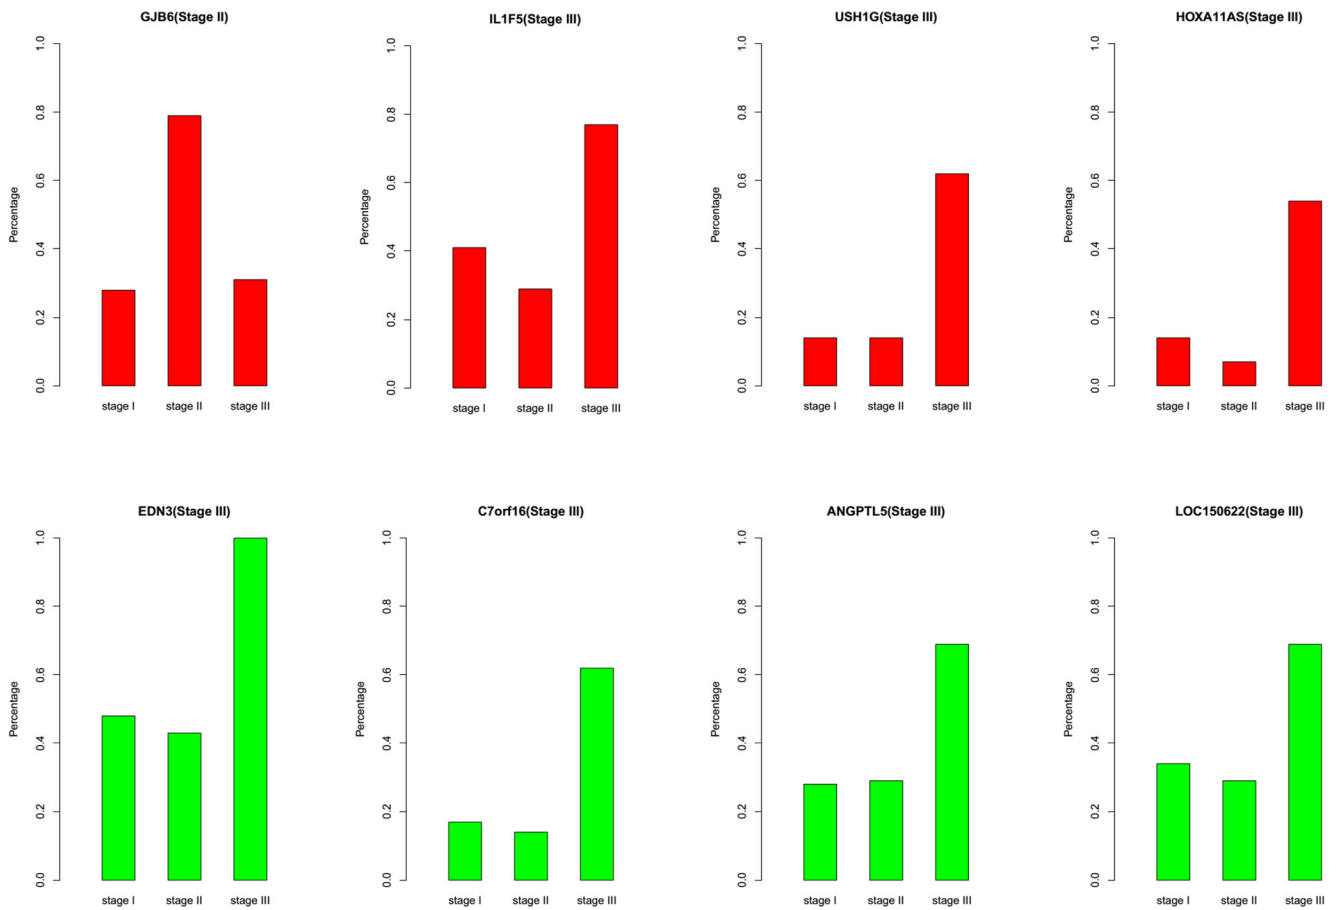 GJB6(Stage II)
Percentage
1.0
0.8
0.6
0.4
0.2
0.0
stage I
stage II
stage III
IL1F5(Stage III)
Percentage
1.0
0.8
0.6
0.4
0.2
0.0
stage I
stage II
stage III
USH1G(Stage III)
Percentage
1.0
0.8
0.6
0.4
0.2
0.0
stage I
stage II
stage III
HOXA11AS(Stage III)
Percentage
1.0
0.8
0.6
0.4
0.2
0.0
stage I
stage II
stage III
EDN3(Stage III)
Percentage
1.0
0.8
0.6
0.4
0.2
0.0
stage I
stage II
stage III
C7orf16(Stage III)
Percentage
1.0
0.8
0.6
0.4
0.2
0.0
stage I
stage II
stage III
ANGPTL5(Stage III)
Percentage
1.0
0.8
0.6
0.4
0.2
0.0
stage I
stage II
stage III
LOC150622(Stage III)
Percentage
1.0
0.8
0.6
0.4
0.2
0.0
stage I
stage II
stage III